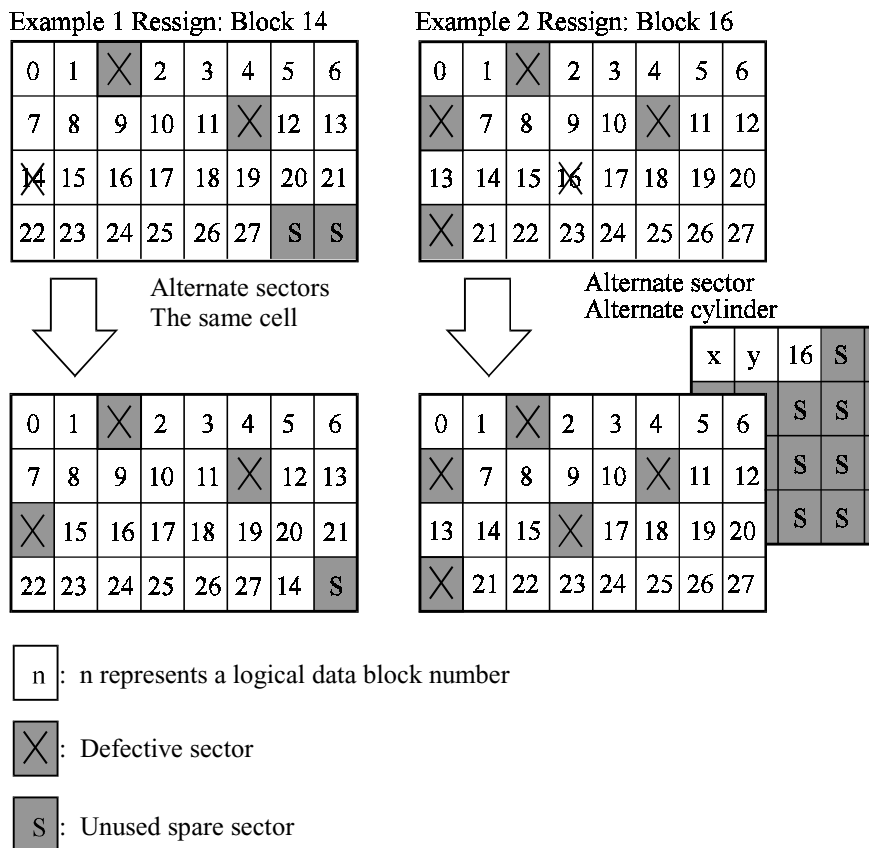 Example 1 Ressign: Block 14
0 1 X 2 3 4 5 6
7 8 9 10 11 X 12 13
14 15 16 17 18 19 20 21
22 23 24 25 26 27 S S
Alternate sectors
The same cell
0 1 X 2 3 4 5 6
7 8 9 10 11 X 12 13
X 15 16 17 18 19 20 21
22 23 24 25 26 27 14 S
Example 2 Ressign: Block 16
0 1 X 2 3 4 5 6
X 7 8 9 10 X 11 12
13 14 15 16 17 18 19 20
X 21 22 23 24 25 26 27
Alternate sector
Alternate cylinder
x y 16 S
S S
S S
S S
0 1 X 2 3 4 5 6
X 7 8 9 10 X 11 12
13 14 15 X 17 18 19 20
X 21 22 23 24 25 26 27
n : n represents a logical data block number
X : Defective sector
S : Unused spare sector